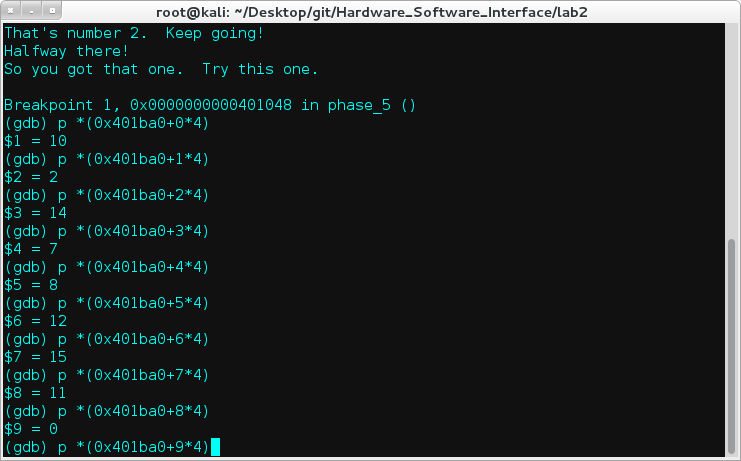 root@kali: ~/Desktop/git/Hardware_Software_Interface/lab2
That's number 2.  Keep going!
Halfway there!
So you got that one.  Try this one.
Breakpoint 1, 0x0000000000401048 in phase_5 ()
(gdb) p *(0x401ba0+0*4)
$1 = 10
(gdb) p *(0x401ba0+1*4)
$2 = 2
(gdb) p *(0x401ba0+2*4)
$3 = 14
(gdb) p *(0x401ba0+3*4)
$4 = 7
(gdb) p *(0x401ba0+4*4)
$5 = 8
(gdb) p *(0x401ba0+5*4)
$6 = 12
(gdb) p *(0x401ba0+6*4)
$7 = 15
(gdb) p *(0x401ba0+7*4)
$8 = 11
(gdb) p *(0x401ba0+8*4)
$9 = 0
(gdb) p *(0x401ba0+9*4)